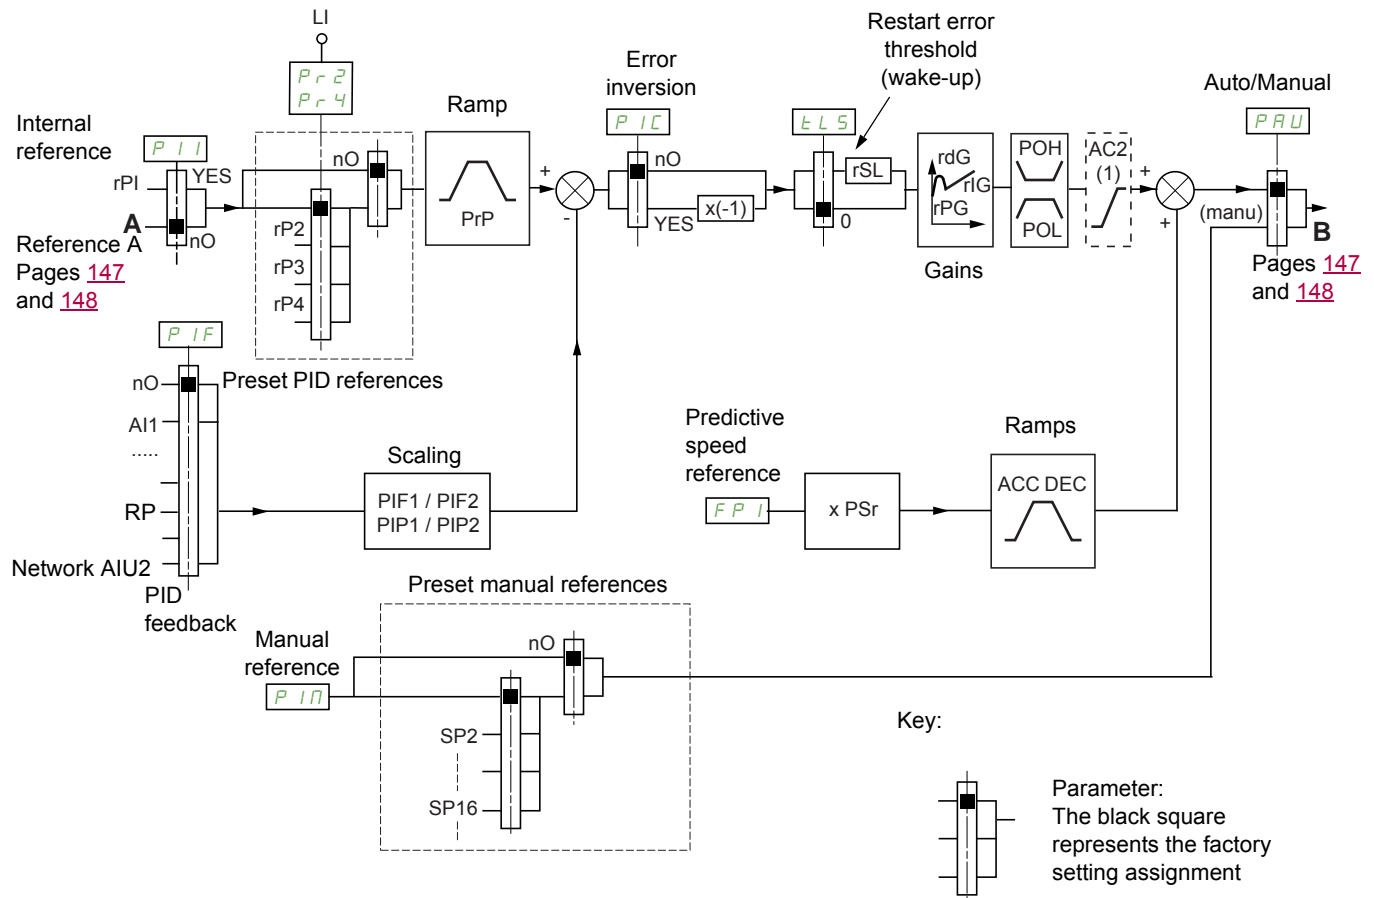 LI
Pr2
Pr4
Internal
reference
PII
rPI
YES
A
nO
Reference A
Pages 147
and 148
nO
rP2
rP3
rP4
Preset PID references
Ramp
PrP
+
-
Error
inversion
PIC
nO
YES
x(-1)
Restart error
threshold
(wake-up)
tLS
rSL
0
rdG
rIG
rPG
Gains
POH
POL
AC2
(1)
+
+
Auto/Manual
PAU
(manu)
B
Pages 147
and 148
PIF
nO
AI1
.....
RP
Network AIU2
PID
feedback
Scaling
PIF1 / PIF2
PIP1 / PIP2
Predictive
speed
reference
FPI
x PSr
Ramps
ACC DEC
Preset manual references
Manual
reference
PIM
nO
SP2
SP16
Key:
Parameter:
The black square
represents the factory
setting assignment